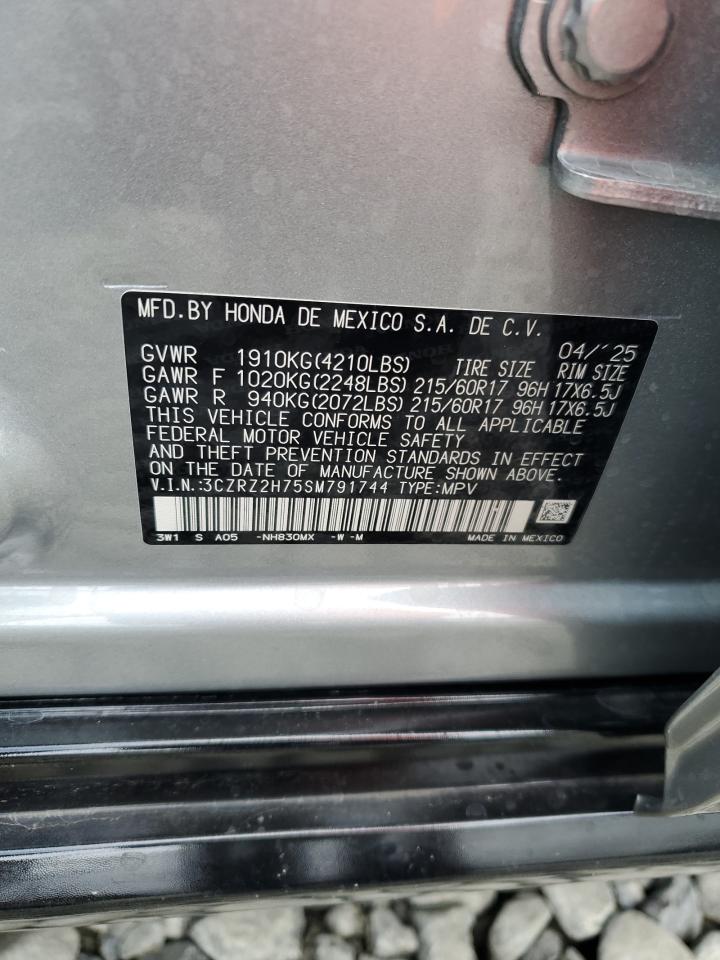 MFD.BY HONDA DE MEXICO S.A. DE C.V.
04/'25
GVWR 1910KG(4210LBS) TIRE SIZE RIM SIZE
GAWR F 1020KG(2248LBS) 215/60R17 96H 17X6.5J
GAWR R 940KG(2072LBS) 215/60R17 96H 17X6.5J
THIS VEHICLE CONFORMS TO ALL APPLICABLE
FEDERAL MOTOR VEHICLE SAFETY
AND THEFT PREVENTION STANDARDS IN EFFECT
ON THE DATE OF MANUFACTURE SHOWN ABOVE.
V.I.N.:3CZRZ2H75SM791744 TYPE:MPV
3W1 S A05 -NH830MX -W -M MADE IN MEXICO